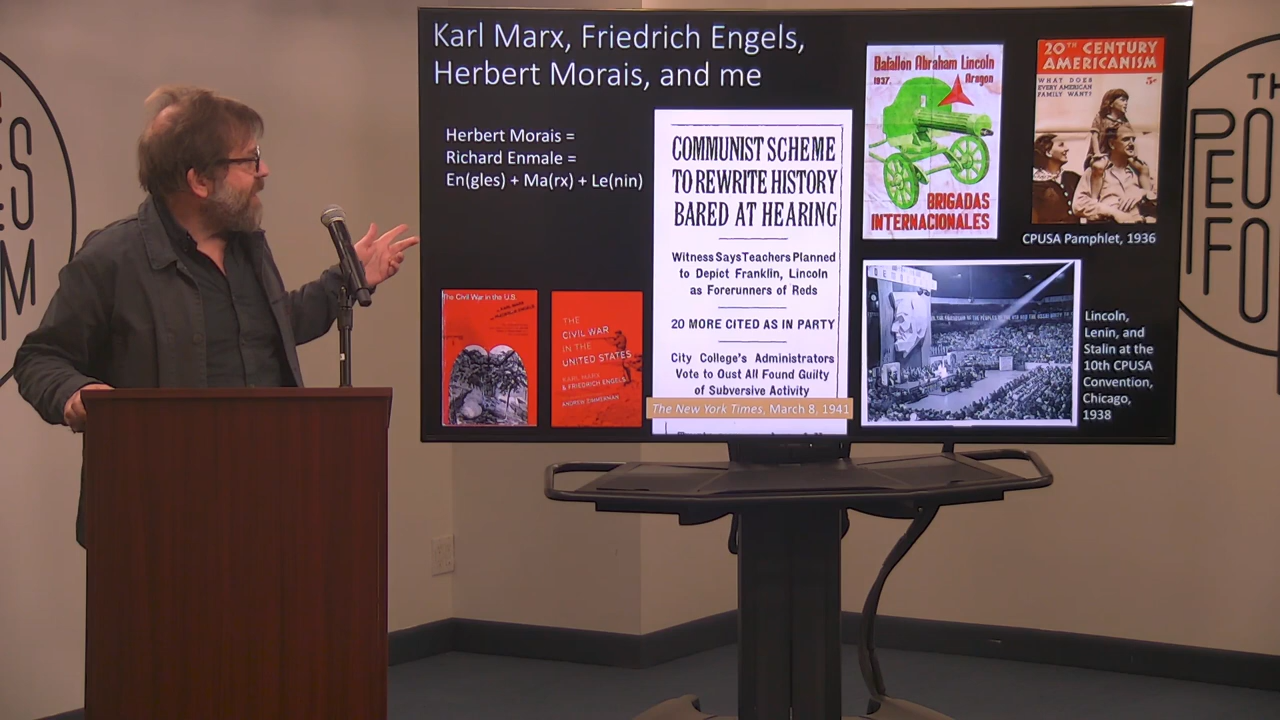 Karl Marx, Friedrich Engels,
Herbert Morais, and me
Herbert Morais =
Richard Enmale =
En(gles) + Ma(rx) + Le(nin)
The Civil War in the U.S.
THE
CIVIL WAR
IN THE
UNITED STATES
KARL MARX
& FRIEDRICH ENGELS
ANDREW ZIMMERMAN
COMMUNIST SCHEME
TO REWRITE HISTORY
BARED AT HEARING
Witness Says Teachers Planned
to Depict Franklin, Lincoln
as Forerunners of Reds
20 MORE CITED AS IN PARTY
City College's Administrators
Vote to Oust All Found Guilty
of Subversive Activity
The New York Times, March 8, 1941
Batallon Abraham Lincoln
1937. Aragon
BRIGADAS
INTERNACIONALES
20TH CENTURY
AMERICANISM
WHAT DOES
EVERY AMERICAN
FAMILY WANT?
5¢
CPUSA Pamphlet, 1936
Lincoln,
Lenin, and
Stalin at the
10th CPUSA
Convention,
Chicago,
1938
TH
PEO
FO
ES
M